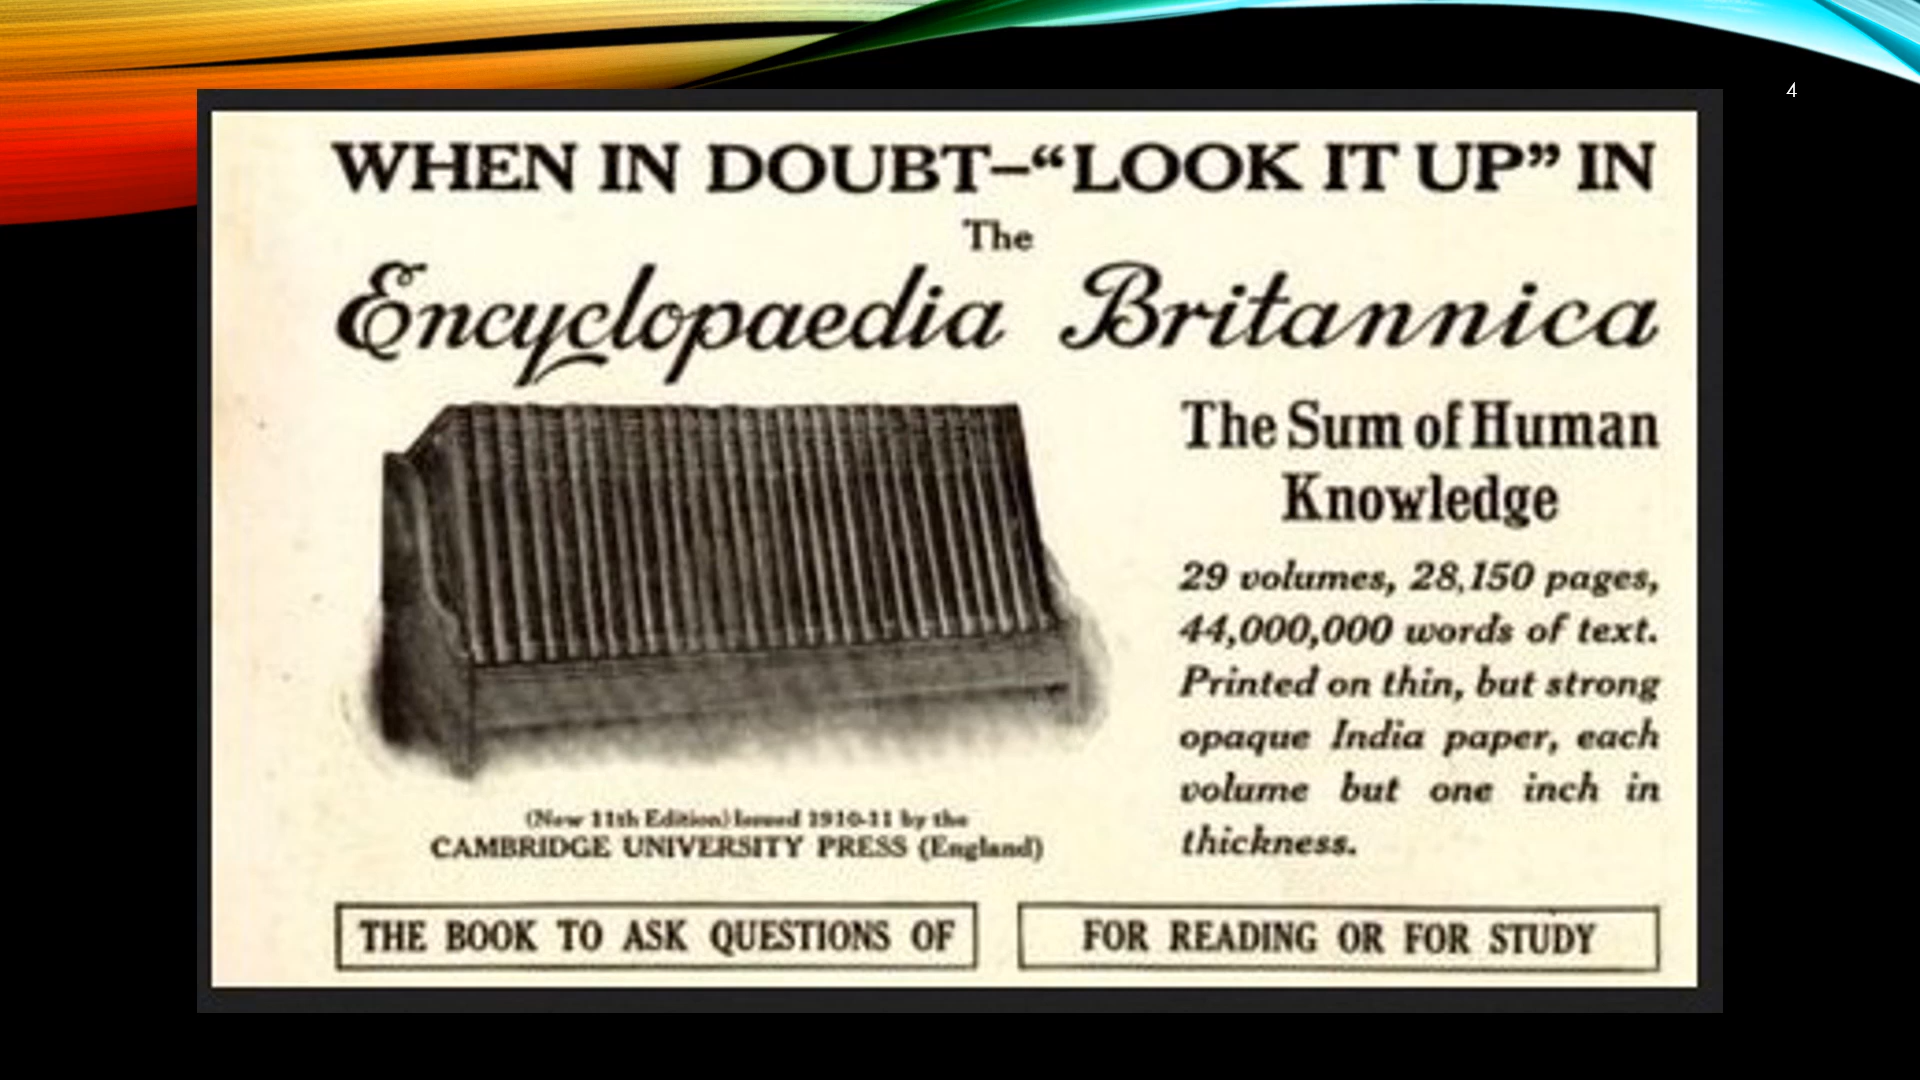 4
WHEN IN DOUBT—“LOOK IT UP” IN
The
Encyclopaedia Britannica
The Sum of Human
Knowledge
29 volumes, 28,150 pages,
44,000,000 words of text.
Printed on thin, but strong
opaque India paper, each
volume but one inch in
thickness.
(New 11th Edition) Issued 1910-11 by the
CAMBRIDGE UNIVERSITY PRESS (England)
THE BOOK TO ASK QUESTIONS OF
FOR READING OR FOR STUDY